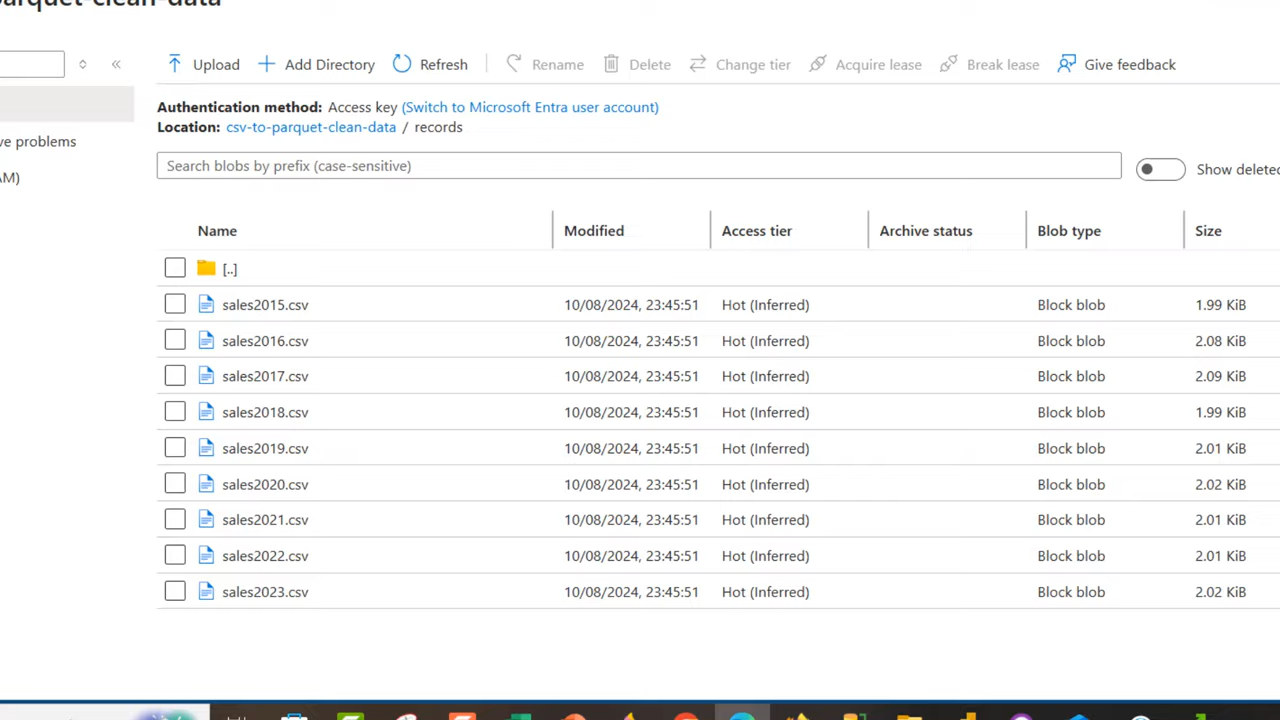 parquet-clean-data
« Upload Add Directory Refresh Rename Delete Change tier Acquire lease Break lease Give feedback
Authentication method: Access key (Switch to Microsoft Entra user account)
Location: csv-to-parquet-clean-data / records
ve problems
AM)
Search blobs by prefix (case-sensitive)
Show deleted
Name Modified Access tier Archive status Blob type Size
[..]
sales2015.csv 10/08/2024, 23:45:51 Hot (Inferred) Block blob 1.99 KiB
sales2016.csv 10/08/2024, 23:45:51 Hot (Inferred) Block blob 2.08 KiB
sales2017.csv 10/08/2024, 23:45:51 Hot (Inferred) Block blob 2.09 KiB
sales2018.csv 10/08/2024, 23:45:51 Hot (Inferred) Block blob 1.99 KiB
sales2019.csv 10/08/2024, 23:45:51 Hot (Inferred) Block blob 2.01 KiB
sales2020.csv 10/08/2024, 23:45:51 Hot (Inferred) Block blob 2.02 KiB
sales2021.csv 10/08/2024, 23:45:51 Hot (Inferred) Block blob 2.01 KiB
sales2022.csv 10/08/2024, 23:45:51 Hot (Inferred) Block blob 2.01 KiB
sales2023.csv 10/08/2024, 23:45:51 Hot (Inferred) Block blob 2.02 KiB